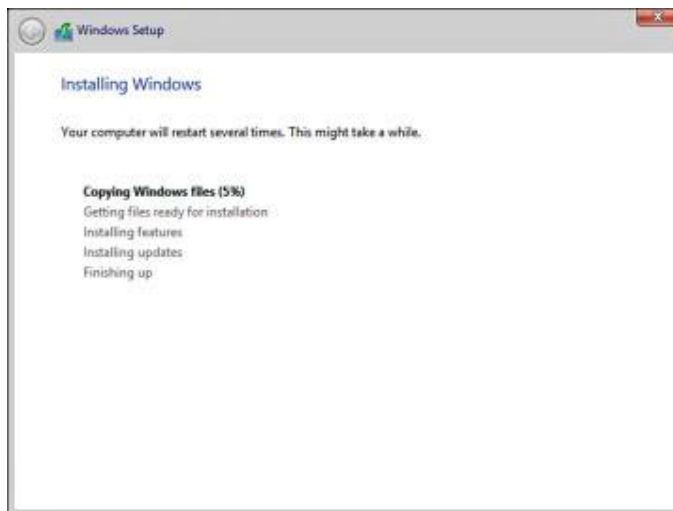 Windows Setup
Installing Windows
Your computer will restart several times. This might take a while.
Copying Windows files (5%)
Getting files ready for installation
Installing features
Installing updates
Finishing up